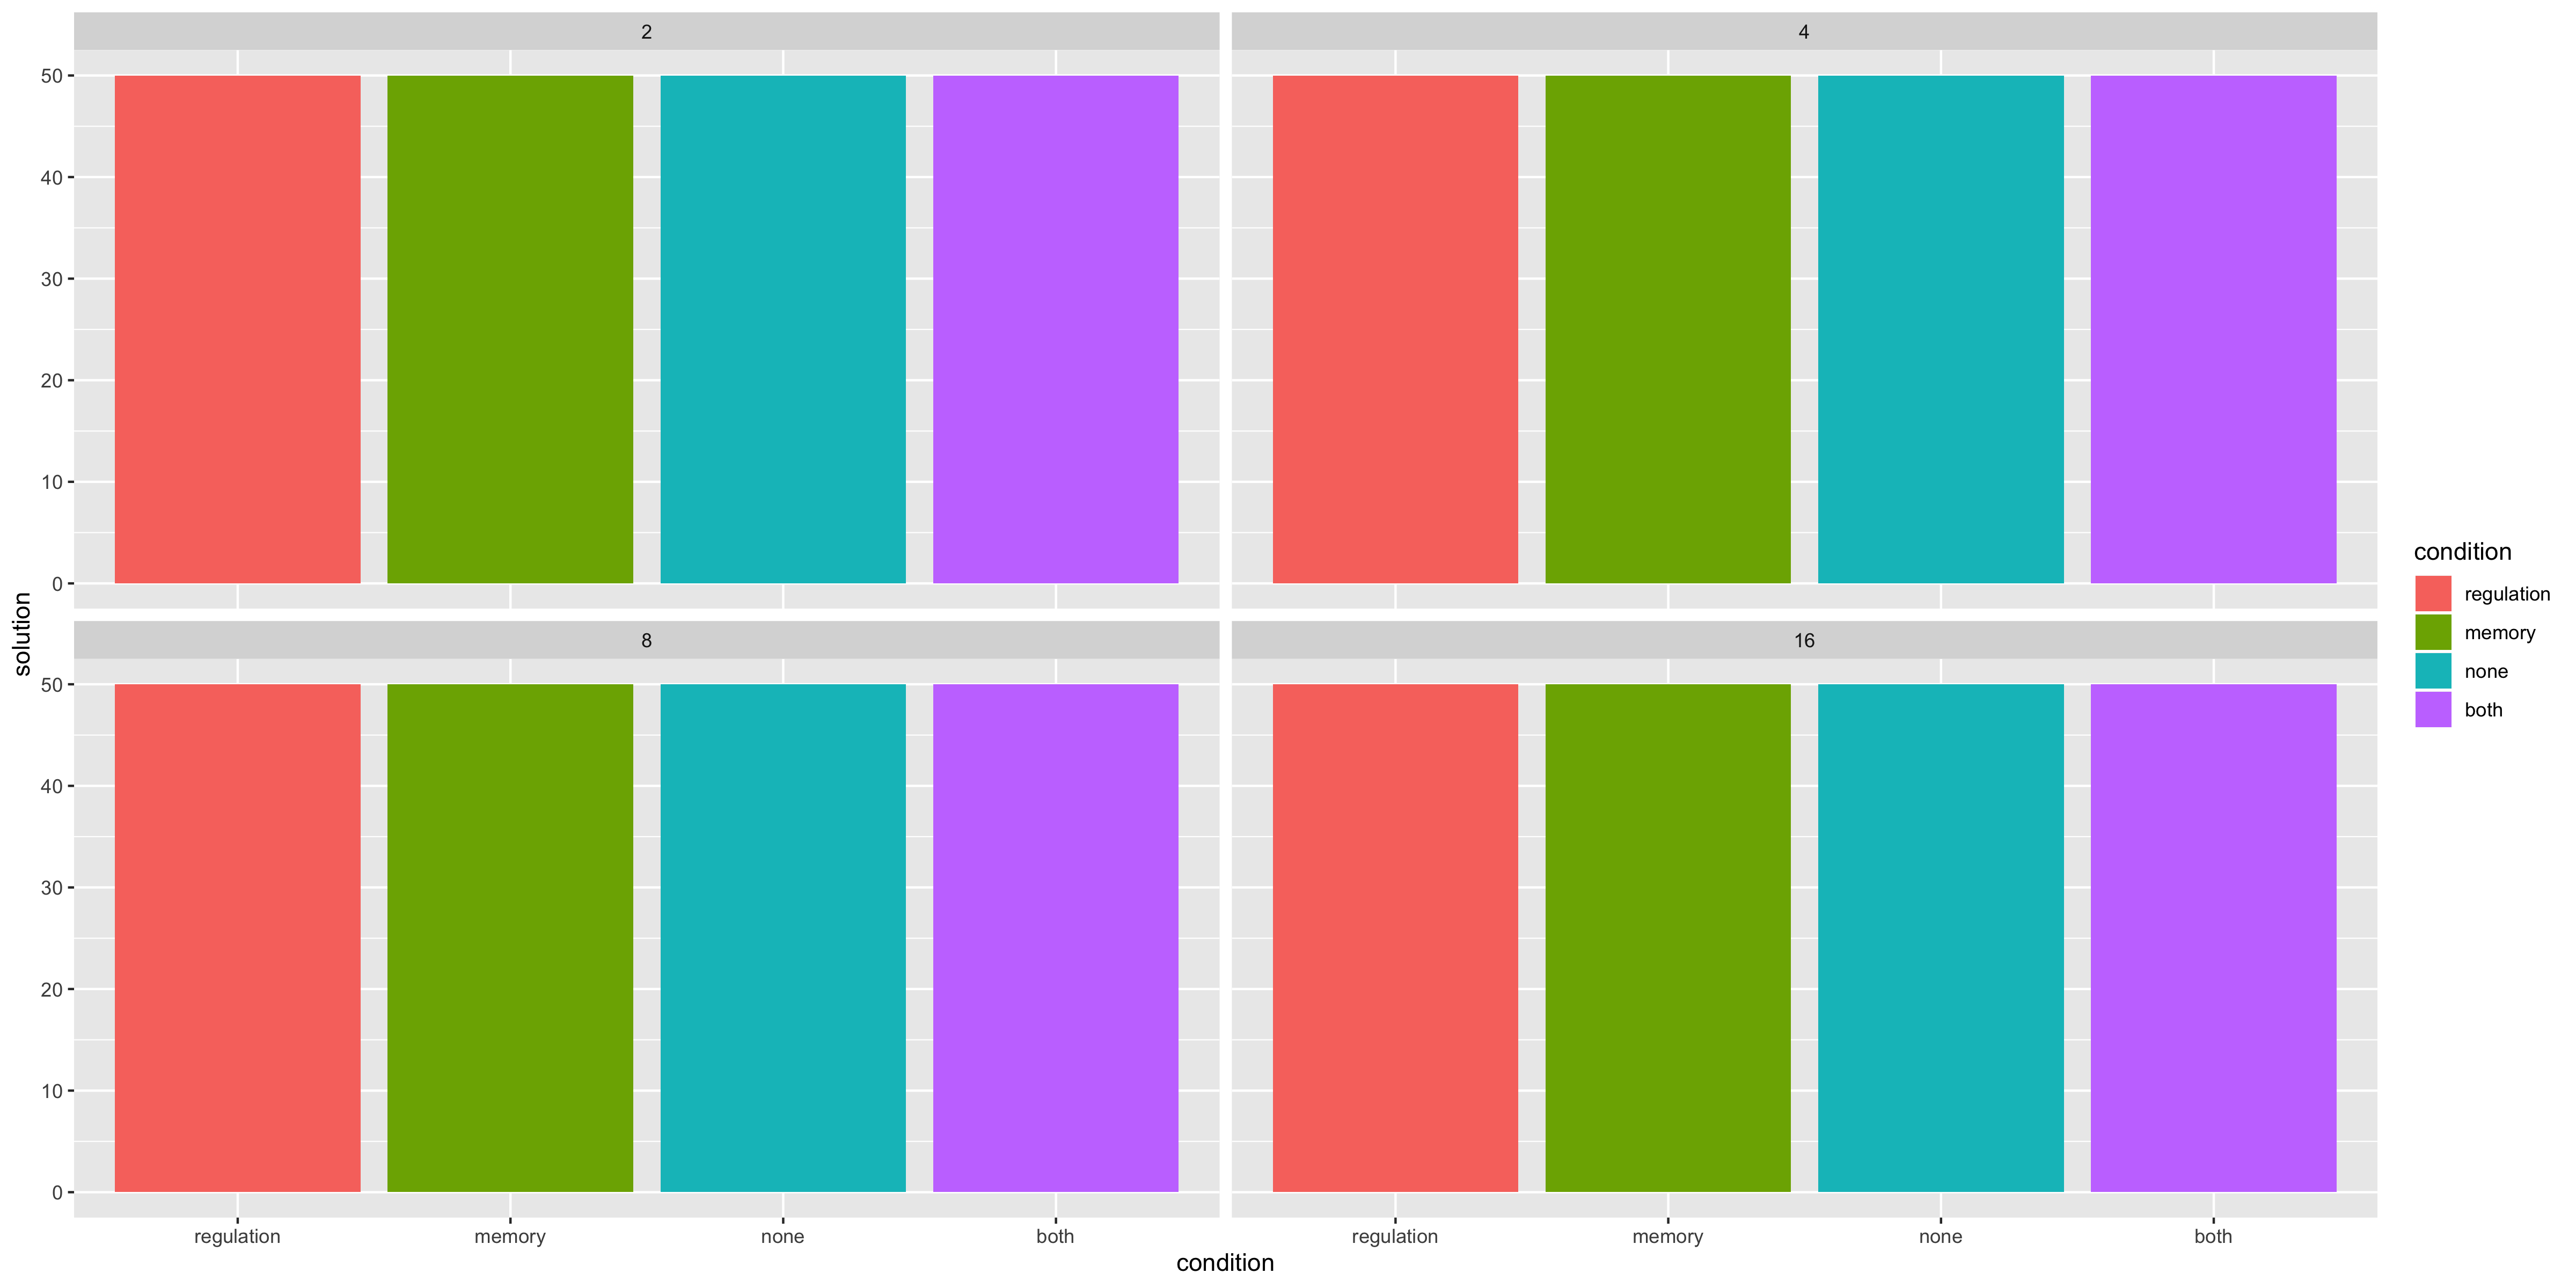 2
4
50
40
30
20
10
0
solution
8
16
50
40
30
20
10
0
regulation memory none both
regulation memory none both
condition
condition
regulation
memory
none
both